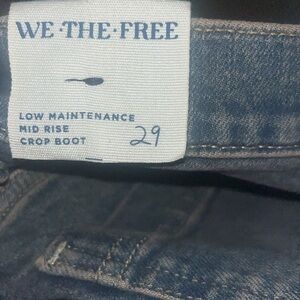 WE·THE·FREE
LOW MAINTENANCE
MID RISE
CROP BOOT 29